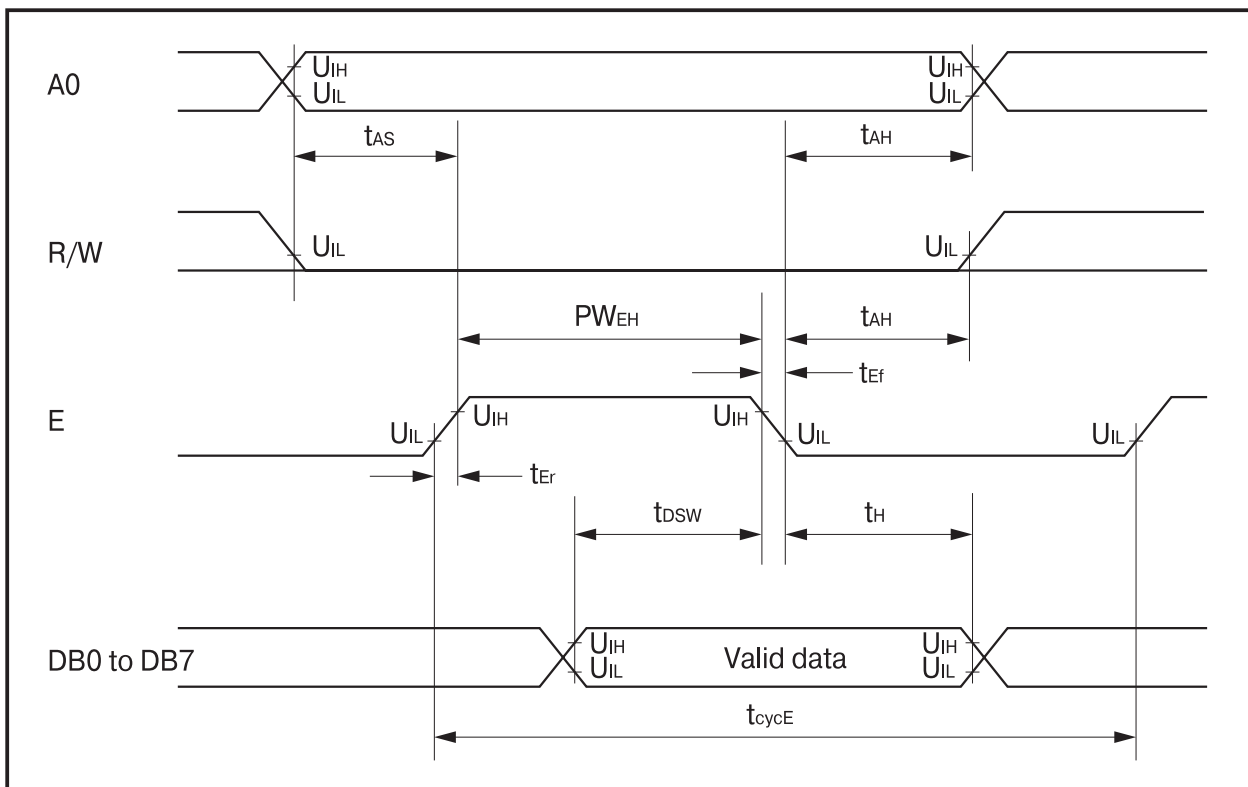 A0
UIH
UIL
UIH
UIL
tAS
tAH
R/W
UIL
UIL
PWEH
tAH
tEf
E
UIL
UIH
UIH
UIL
UIL
tEr
tDSW
tH
DB0 to DB7
UIH
UIL
Valid data
UIH
UIL
tcycE